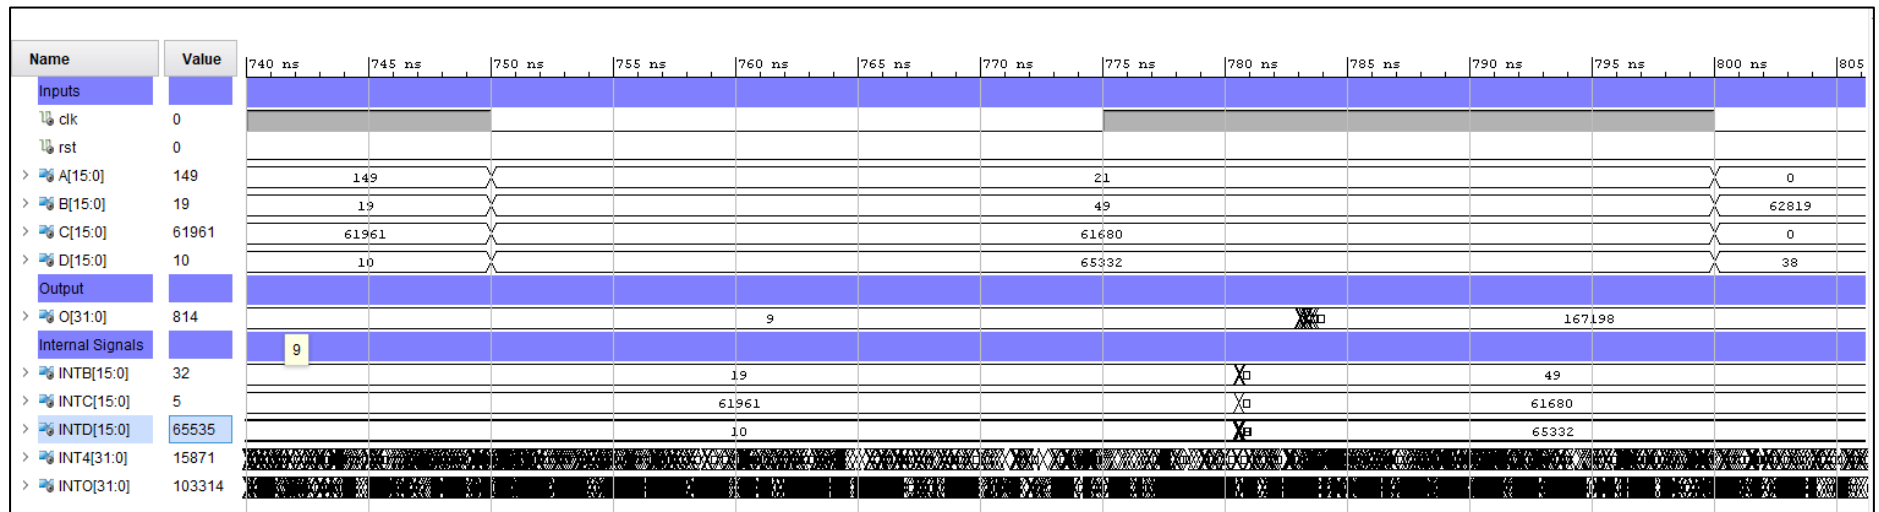 Name Value 740 ns 745 ns 750 ns 755 ns 760 ns 765 ns 770 ns 775 ns 780 ns 785 ns 790 ns 795 ns 800 ns 805
Inputs
clk 0
rst 0
A[15:0] 149 149 21 0
B[15:0] 19 19 49 62819
C[15:0] 61961 61961 61680 0
D[15:0] 10 10 65332 38
Output
O[31:0] 814 9 167198
Internal Signals 9
INTB[15:0] 32 19 49
INTC[15:0] 5 61961 61680
INTD[15:0] 65535 10 65332
INT4[31:0] 15871
INTO[31:0] 103314